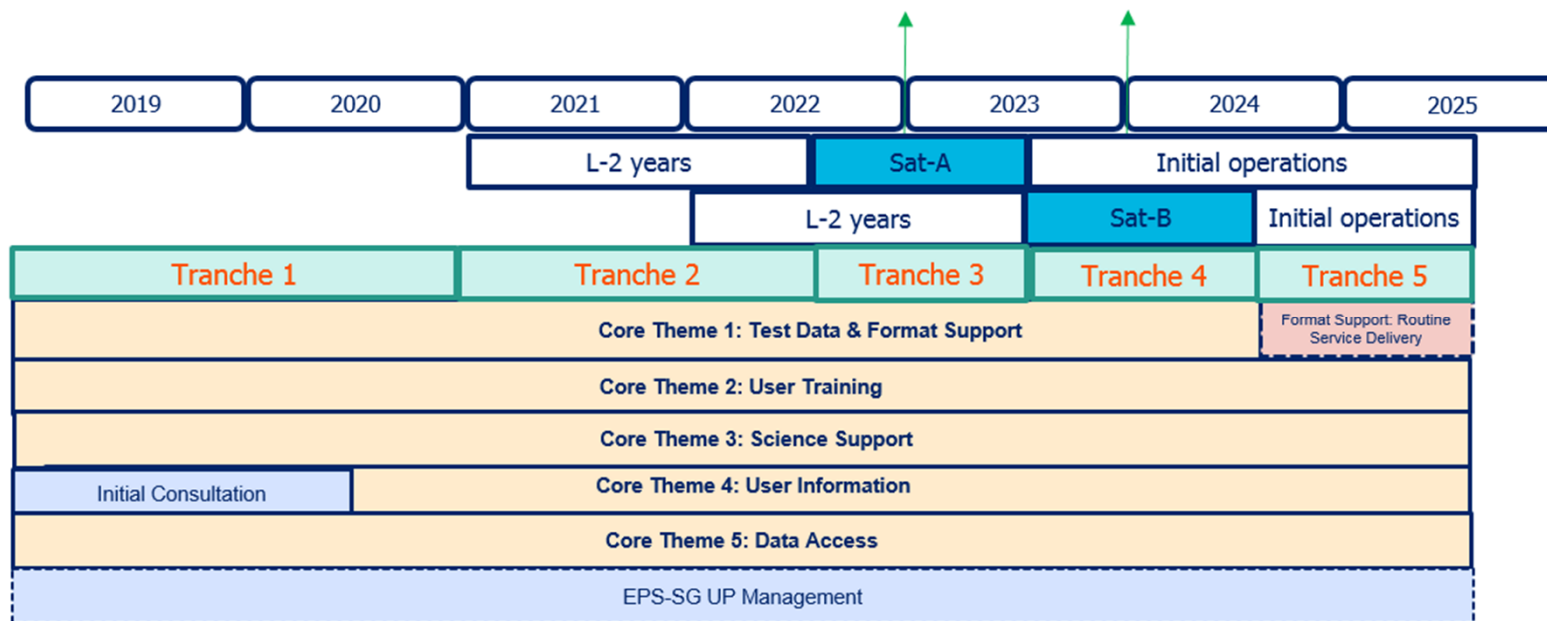 2019 2020 2021 2022 2023 2024 2025
L-2 years Sat-A Initial operations
L-2 years Sat-B Initial operations
Tranche 1 Tranche 2 Tranche 3 Tranche 4 Tranche 5
Core Theme 1: Test Data & Format Support
Format Support: Routine
Service Delivery
Core Theme 2: User Training
Core Theme 3: Science Support
Initial Consultation
Core Theme 4: User Information
Core Theme 5: Data Access
EPS-SG UP Management